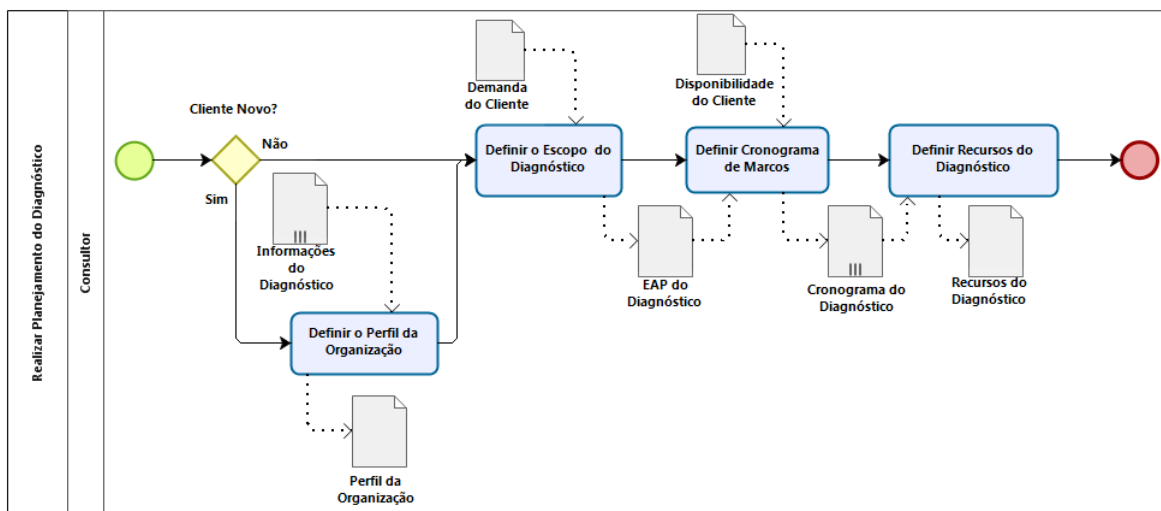 Realizar Planejamento do Diagnóstico
Consultor
Cliente Novo?
Não
Sim
Informações
do
Diagnóstico
Definir o Perfil da
Organização
Perfil da
Organização
Demanda
do Cliente
Definir o Escopo do
Diagnóstico
EAP do
Diagnóstico
Disponibilidade
do Cliente
Definir Cronograma
de Marcos
Cronograma do
Diagnóstico
Definir Recursos do
Diagnóstico
Recursos do
Diagnóstico